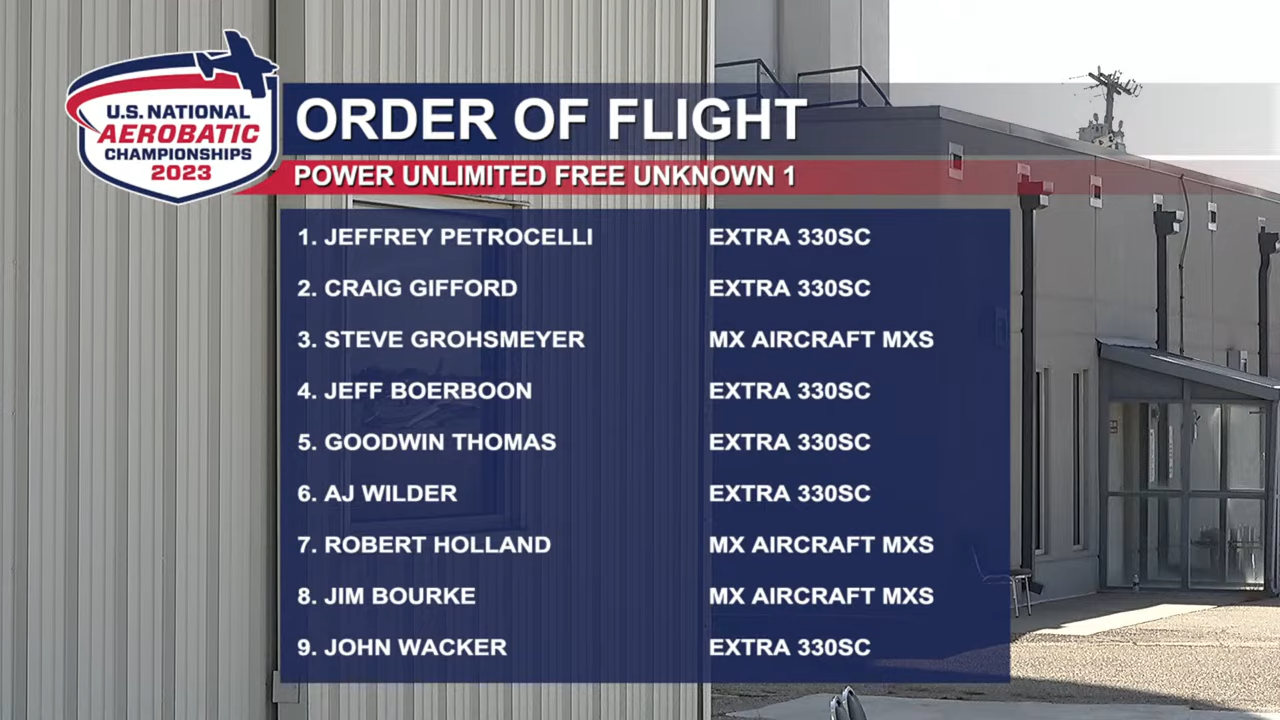 U.S. NATIONAL
AEROBATIC
CHAMPIONSHIPS
2023
ORDER OF FLIGHT
POWER UNLIMITED FREE UNKNOWN 1
1. JEFFREY PETROCELLI EXTRA 330SC
2. CRAIG GIFFORD EXTRA 330SC
3. STEVE GROHSMEYER MX AIRCRAFT MXS
4. JEFF BOERBOON EXTRA 330SC
5. GOODWIN THOMAS EXTRA 330SC
6. AJ WILDER EXTRA 330SC
7. ROBERT HOLLAND MX AIRCRAFT MXS
8. JIM BOURKE MX AIRCRAFT MXS
9. JOHN WACKER EXTRA 330SC